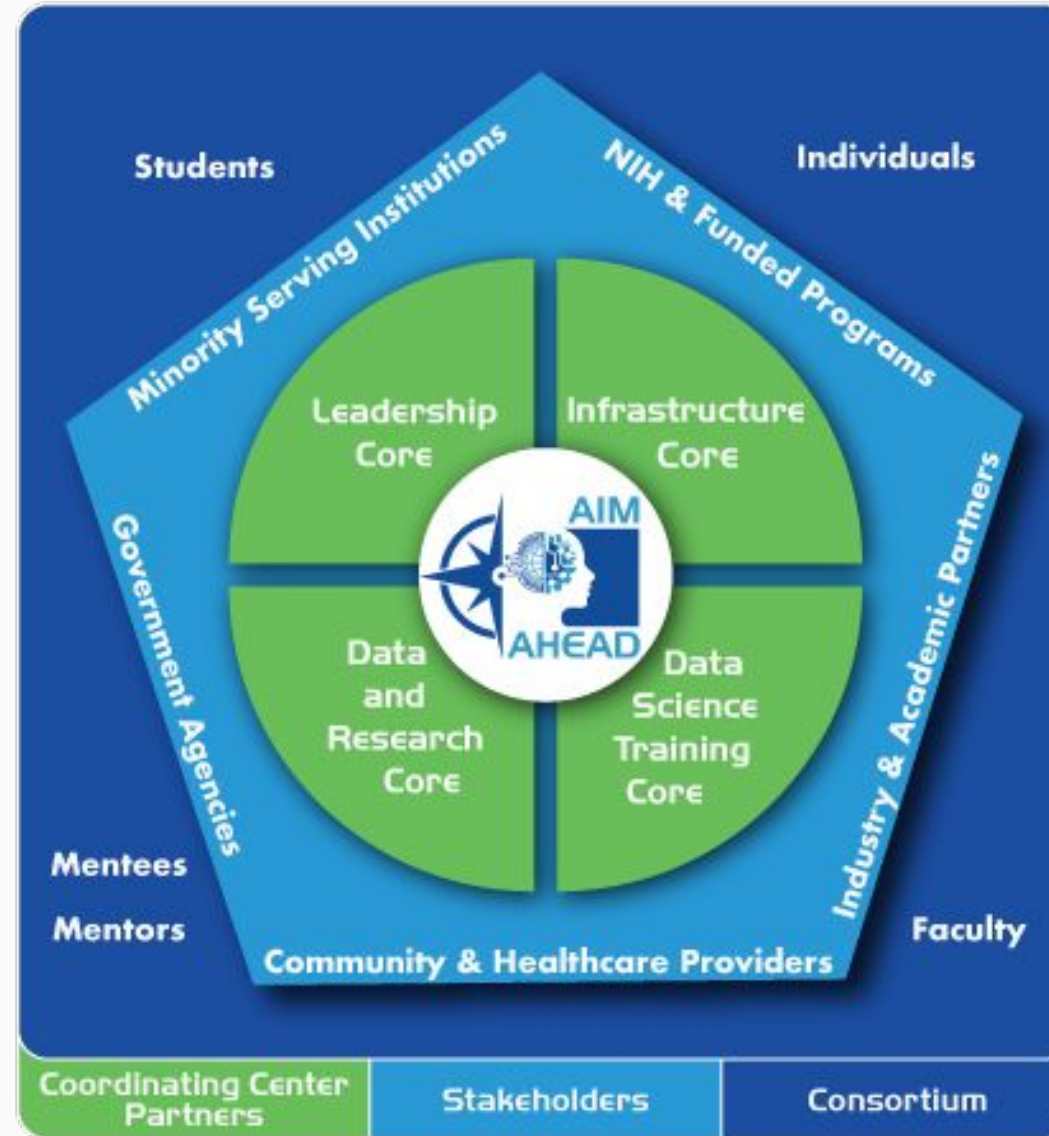 Students
Individuals
Minority Serving Institutions
NIH & Funded Programs
Leadership
Core
Infrastructure
Core
AIM
AHEAD
Government Agencies
Industry & Academic Partners
Data
and
Research
Core
Data
Science
Training
Core
Mentees
Mentors
Faculty
Community & Healthcare Providers
Coordinating Center
Partners
Stakeholders
Consortium